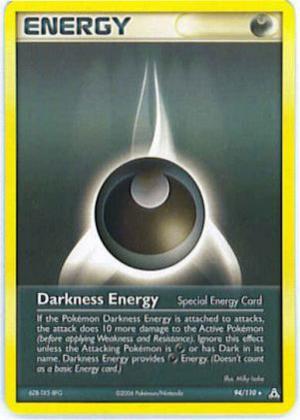 ENERGY
Darkness Energy Special Energy Card
If the Pokémon Darkness Energy is attached to attacks,
the attack does 10 more damage to the Active Pokémon
(before applying Weakness and Resistance). Ignore this effect
unless the Attacking Pokémon is or has Dark in its
name. Darkness Energy provides Energy. (Doesn't count
as a basic Energy card.)
Illus. Milky Isobe
©2006 Pokémon/Nintendo 94/110